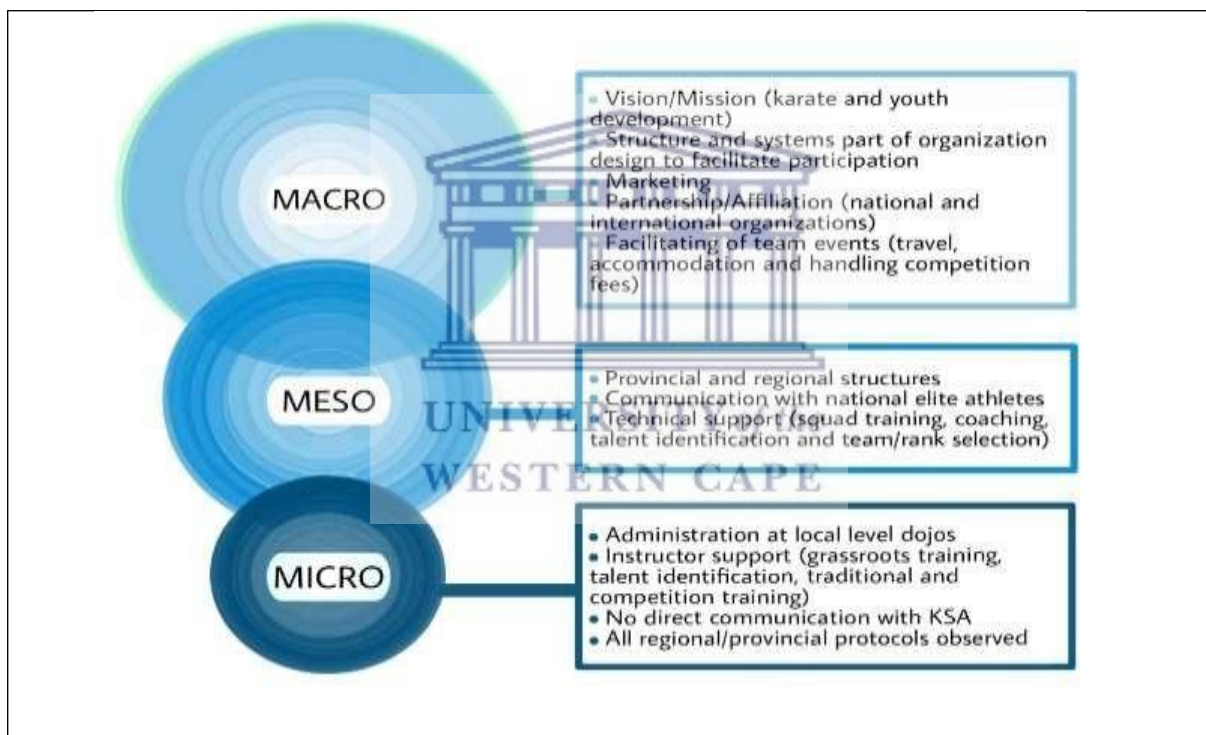 MACRO
• Vision/Mission (karate and youth
development)
• Structure and systems part of organization
design to facilitate participation
• Marketing
• Partnership/Affiliation (national and
international organizations)
• Facilitating of team events (travel,
accommodation and handling competition
fees)
MESO
• Provincial and regional structures
• Communication with national elite athletes
• Technical support (squad training, coaching,
talent identification and team/rank selection)
UNIVERSITY of the
WESTERN CAPE
MICRO
• Administration at local level dojos
• Instructor support (grassroots training,
talent identification, traditional and
competition training)
• No direct communication with KSA
• All regional/provincial protocols observed